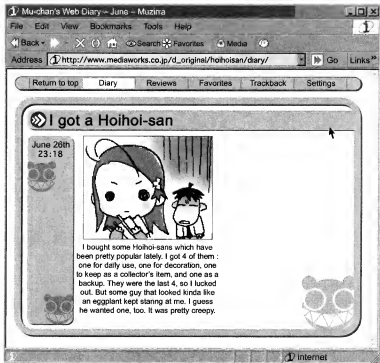 Mu-chan's Web Diary – June – Muzina
File Edit View Bookmarks Tools Help
Back Search Favorites Media
Address http://www.mediaworks.co.jp/d_original/hoihoisan/diary/ Go Links
Return to top Diary Reviews Favorites Trackback Settings
I got a Hoihoi-san
June 26th
23:18
I bought some Hoihoi-sans which have
been pretty popular lately. I got 4 of them :
one for daily use, one for decoration, one
to keep as a collector's item, and one as a
backup. They were the last 4, so I lucked
out. But some guy that looked kinda like
an eggplant kept staring at me. I guess
he wanted one, too. It was pretty creepy.
internet